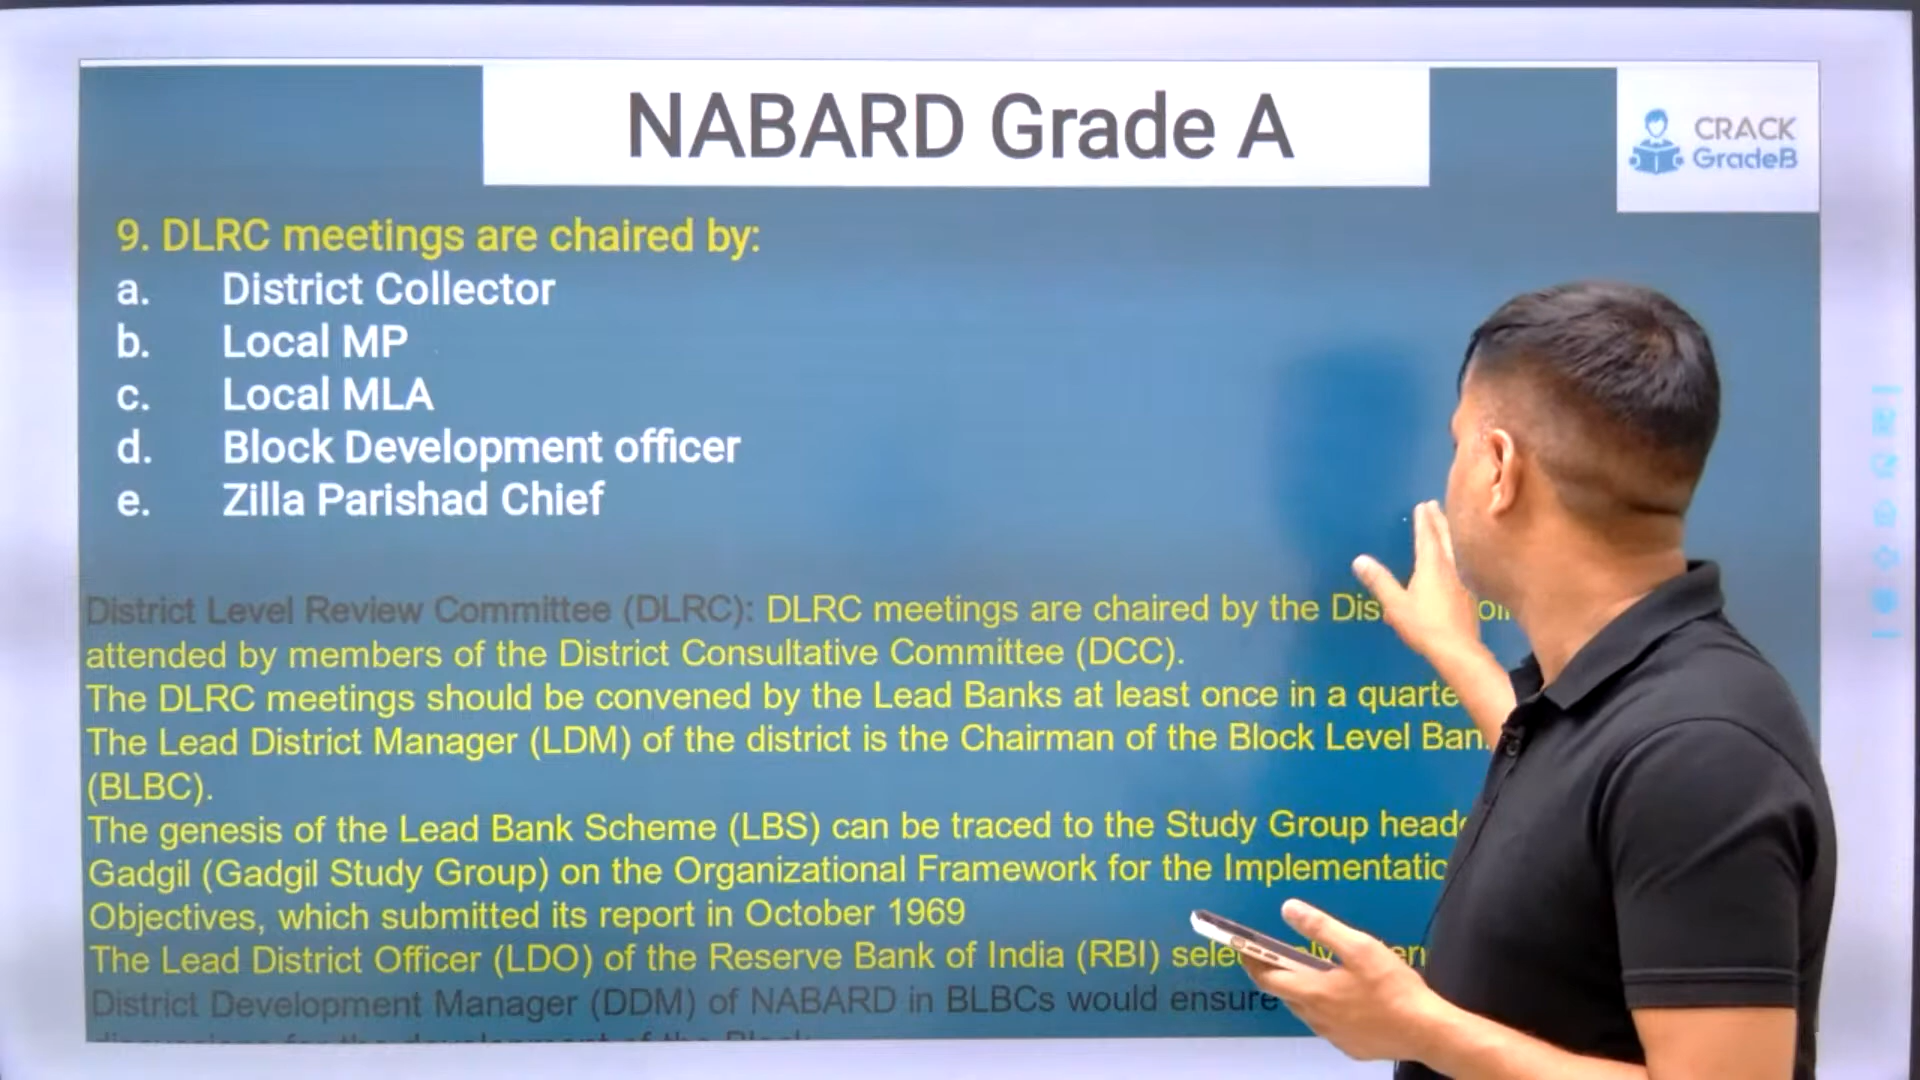 NABARD Grade A
CRACK
GradeB
9. DLRC meetings are chaired by:
a. District Collector
b. Local MP
c. Local MLA
d. Block Development officer
e. Zilla Parishad Chief
District Level Review Committee (DLRC): DLRC meetings are chaired by the
attended by members of the District Consultative Committee (DCC).
The DLRC meetings should be convened by the Lead Banks at least once in a
The Lead District Manager (LDM) of the district is the Chairman of the Block Level
(BLBC).
The genesis of the Lead Bank Scheme (LBS) can be traced to the Study Group
Gadgil (Gadgil Study Group) on the Organizational Framework for the
Objectives, which submitted its report in October 1969
The Lead District Officer (LDO) of the Reserve Bank of India (RBI)
District Development Manager (DDM) of NABARD in BLBCs would ensure